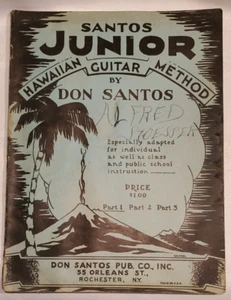 SANTOS
JUNIOR
HAWAIIAN GUITAR METHOD
BY
DON SANTOS
ALFRED
Especially adapted
for individual
as well as class
and public school
instruction
PRICE
$1.00
Part 1 Part 2 Part 3
DON SANTOS PUB. CO., INC.
55 ORLEANS ST.,
ROCHESTER, NY.